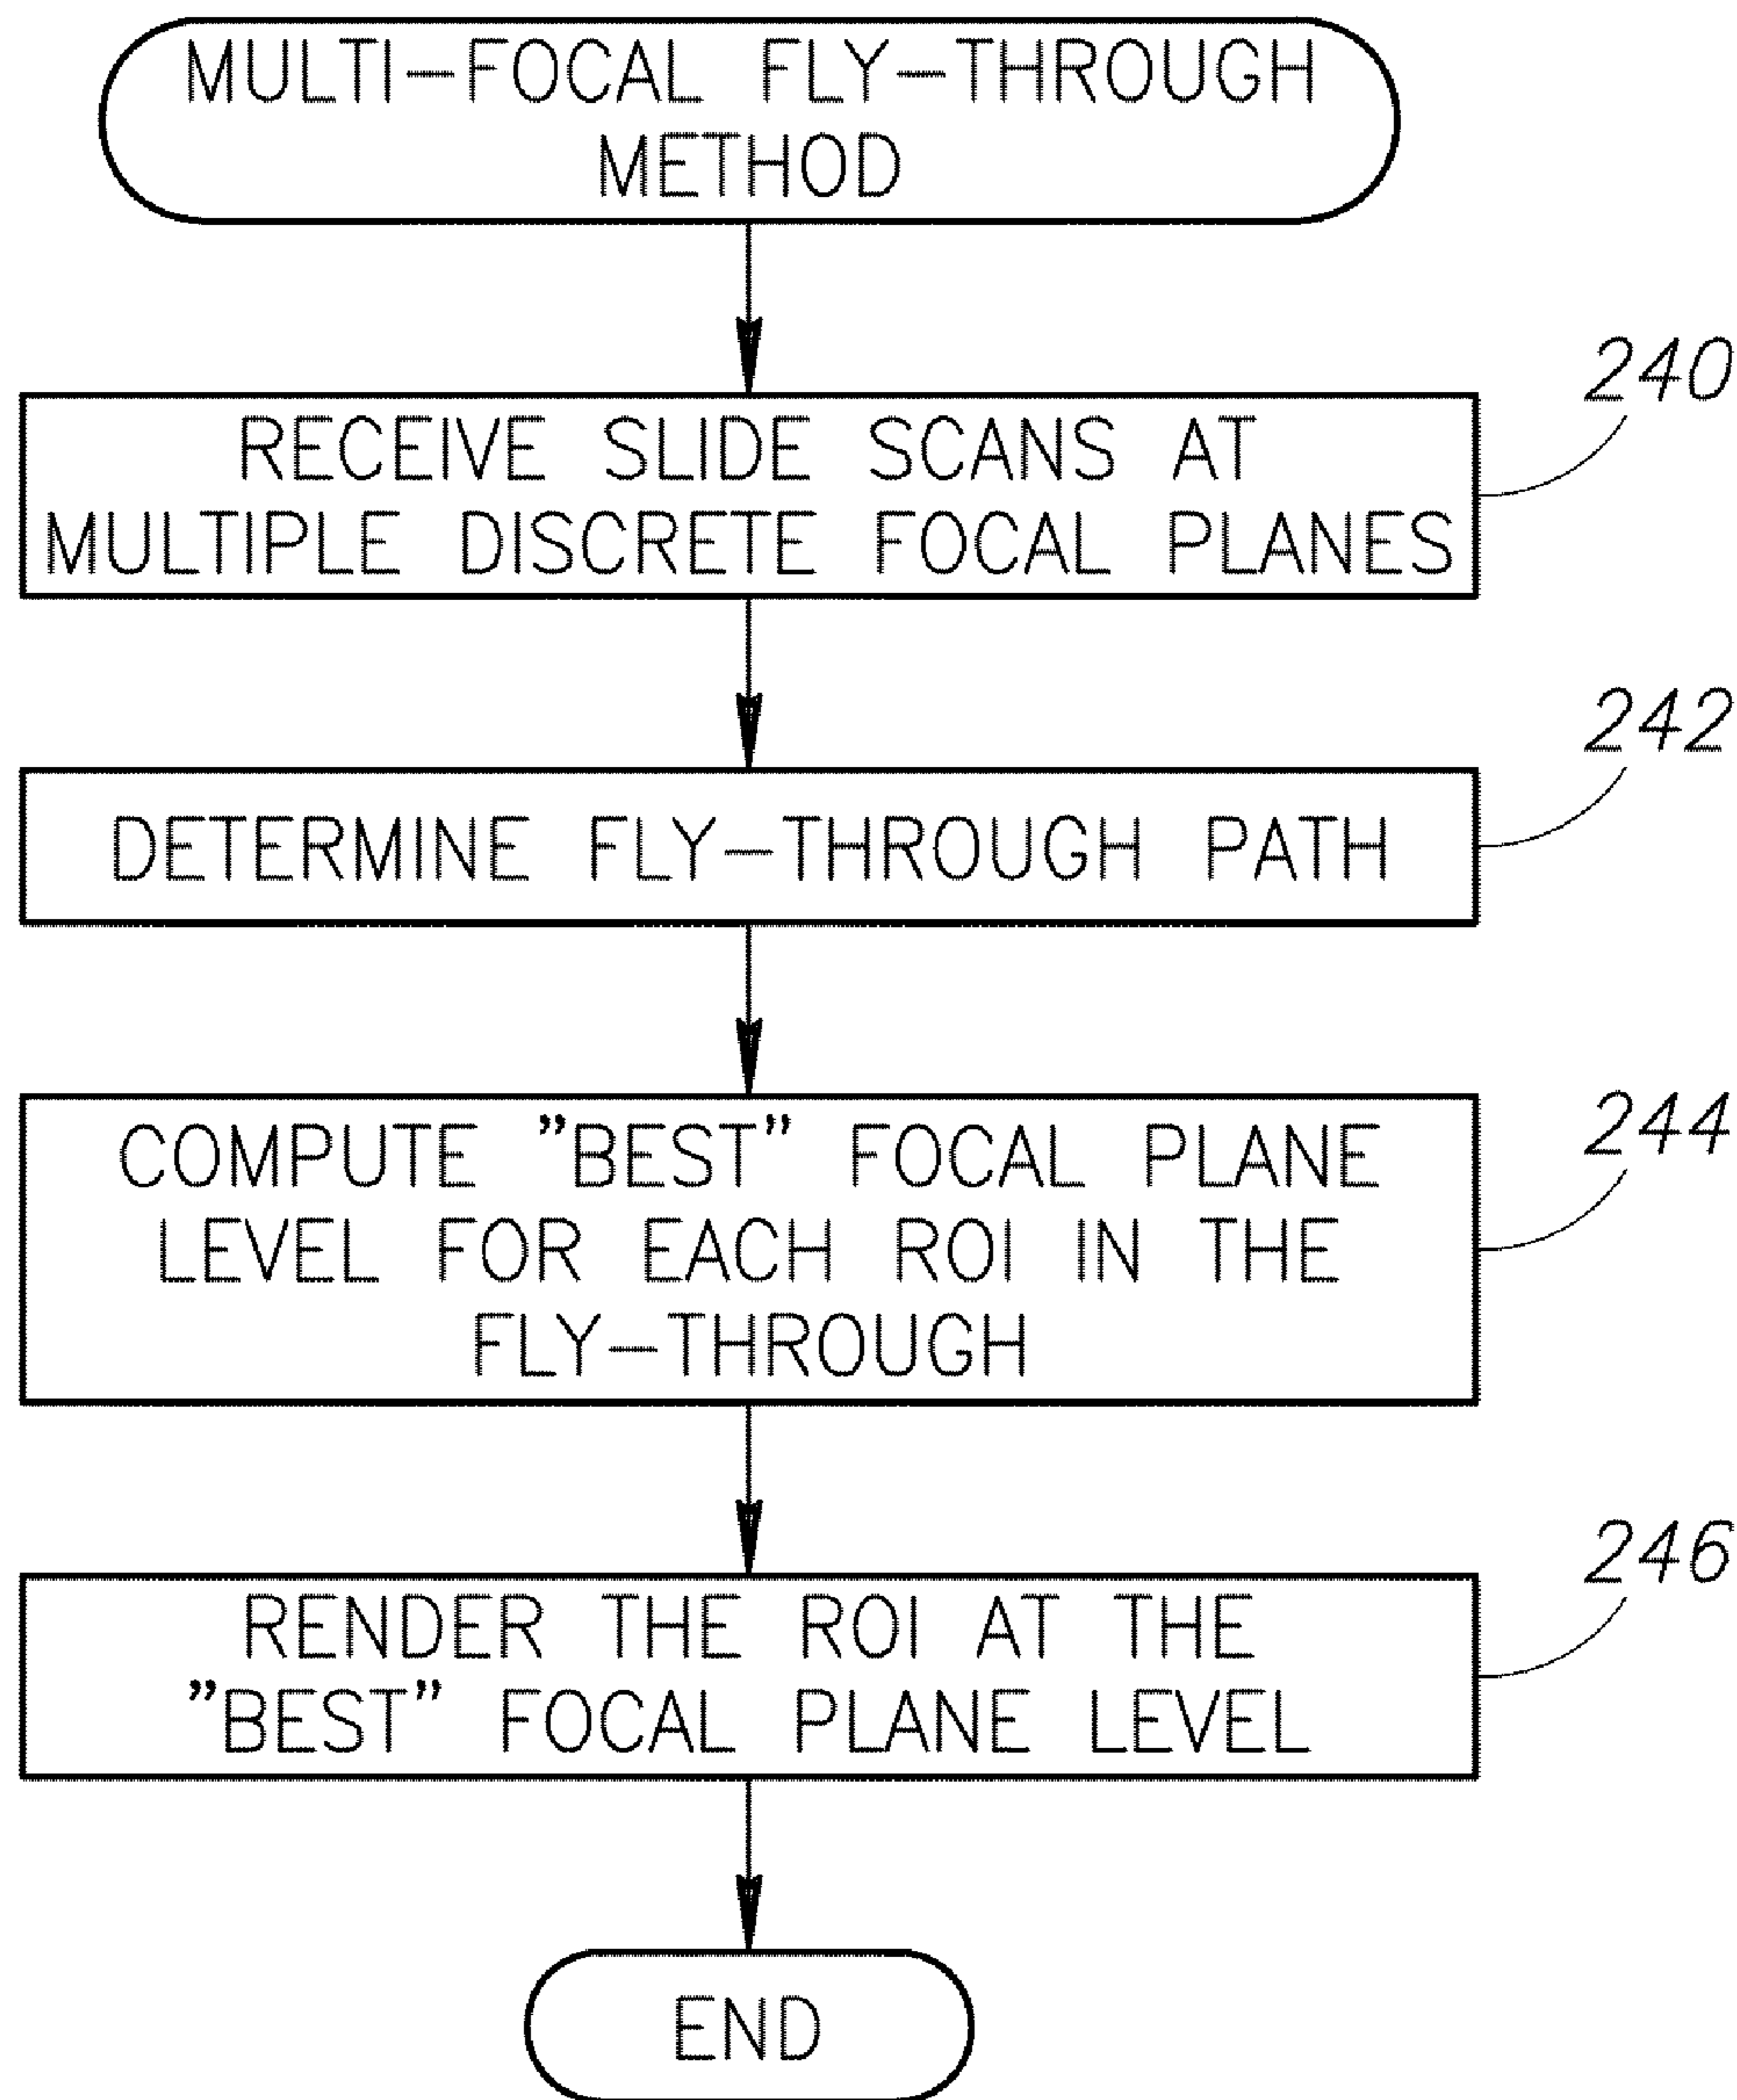 MULTI-FOCAL FLY-THROUGH
METHOD
240
RECEIVE SLIDE SCANS AT
MULTIPLE DISCRETE FOCAL PLANES
242
DETERMINE FLY-THROUGH PATH
244
COMPUTE ”BEST” FOCAL PLANE
LEVEL FOR EACH ROI IN THE
FLY-THROUGH
246
RENDER THE ROI AT THE
”BEST” FOCAL PLANE LEVEL
END